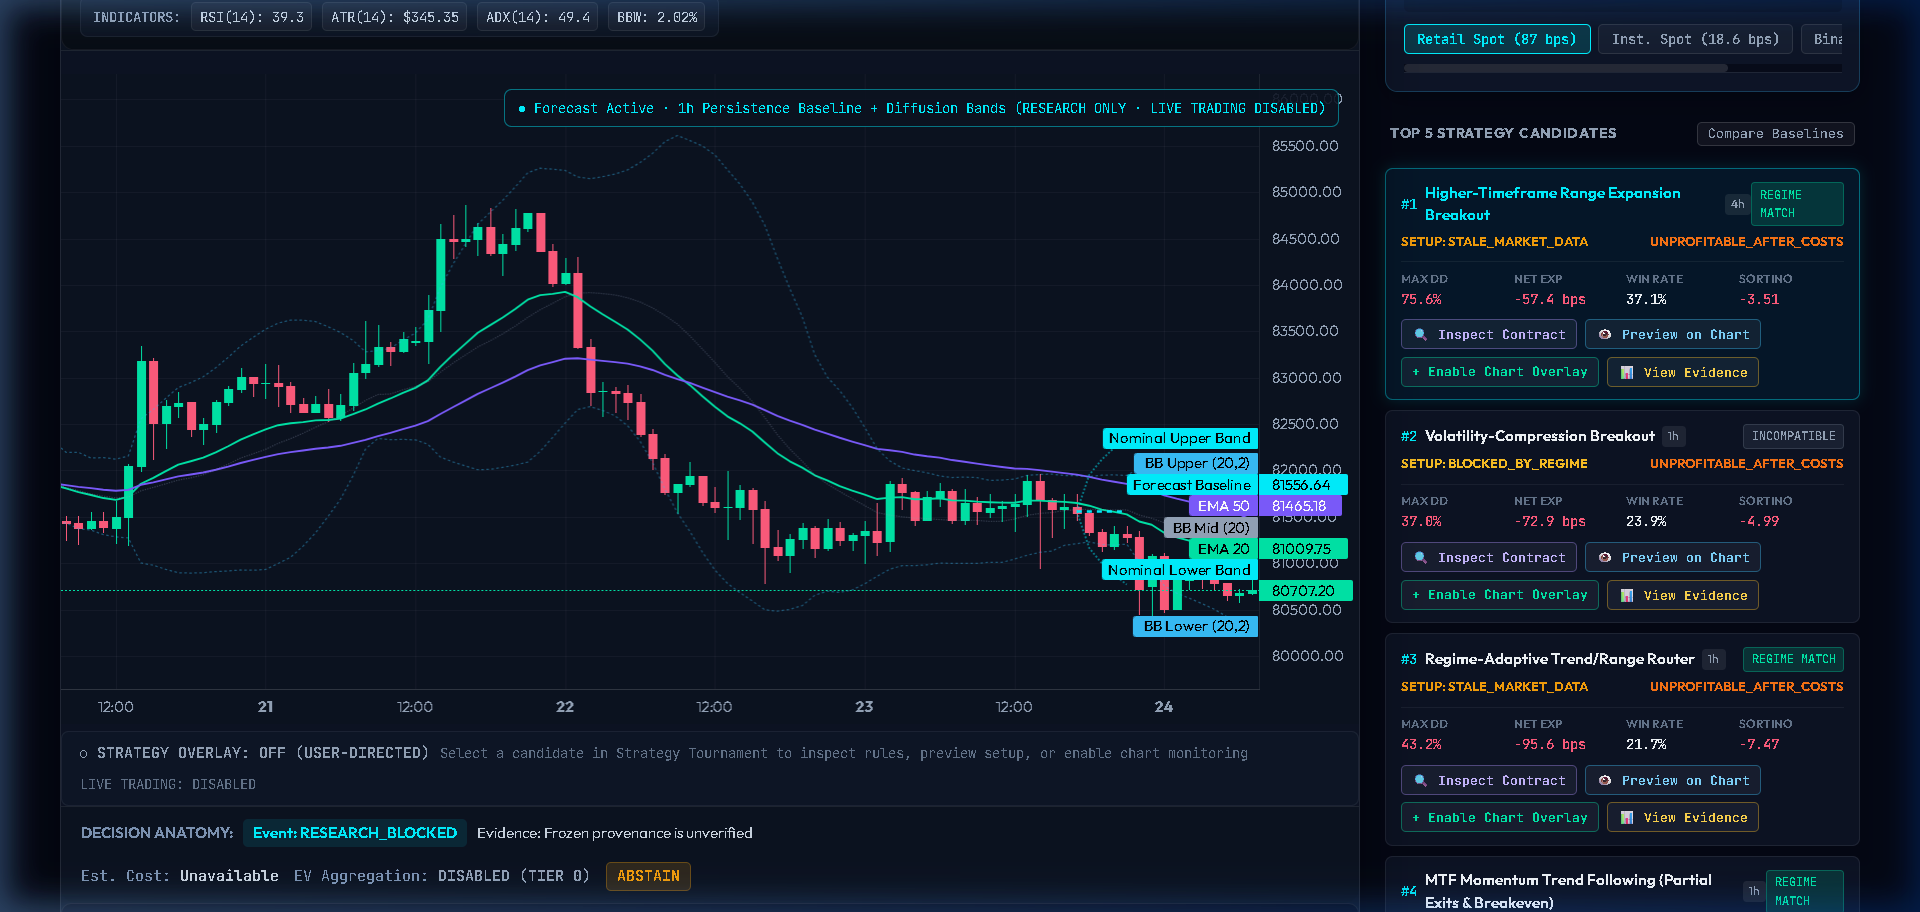 INDICATORS: RSI(14): 39.3 ATR(14): $345.35 ADX(14): 49.4 BBW: 2.02%
● Forecast Active · 1h Persistence Baseline + Diffusion Bands (RESEARCH ONLY · LIVE TRADING DISABLED)
85500.00
85000.00
84500.00
84000.00
83500.00
83000.00
82500.00
82000.00
81500.00
81000.00
80500.00
80000.00
Nominal Upper Band
BB Upper (20,2)
Forecast Baseline 81556.64
EMA 50 81465.18
BB Mid (20)
EMA 20 81009.75
Nominal Lower Band
80707.20
BB Lower (20,2)
12:00 21 12:00 22 12:00 23 12:00 24
○ STRATEGY OVERLAY: OFF (USER-DIRECTED) Select a candidate in Strategy Tournament to inspect rules, preview setup, or enable chart monitoring
LIVE TRADING: DISABLED
DECISION ANATOMY: Event: RESEARCH_BLOCKED Evidence: Frozen provenance is unverified
Est. Cost: Unavailable EV Aggregation: DISABLED (TIER 0) ABSTAIN
Retail Spot (87 bps) Inst. Spot (18.6 bps)
TOP 5 STRATEGY CANDIDATES Compare Baselines
#1 Higher-Timeframe Range Expansion Breakout 4h REGIME MATCH
SETUP: STALE_MARKET_DATA UNPROFITABLE_AFTER_COSTS
MAX DD NET EXP WIN RATE SORTINO
75.6% -57.4 bps 37.1% -3.51
🔍 Inspect Contract 👁 Preview on Chart
+ Enable Chart Overlay 📊 View Evidence
#2 Volatility-Compression Breakout 1h INCOMPATIBLE
SETUP: BLOCKED_BY_REGIME UNPROFITABLE_AFTER_COSTS
MAX DD NET EXP WIN RATE SORTINO
37.0% -72.9 bps 23.9% -4.99
🔍 Inspect Contract 👁 Preview on Chart
+ Enable Chart Overlay 📊 View Evidence
#3 Regime-Adaptive Trend/Range Router 1h REGIME MATCH
SETUP: STALE_MARKET_DATA UNPROFITABLE_AFTER_COSTS
MAX DD NET EXP WIN RATE SORTINO
43.2% -95.6 bps 21.7% -7.47
🔍 Inspect Contract 👁 Preview on Chart
+ Enable Chart Overlay 📊 View Evidence
#4 MTF Momentum Trend Following (Partial Exits & Breakeven) 1h REGIME MATCH